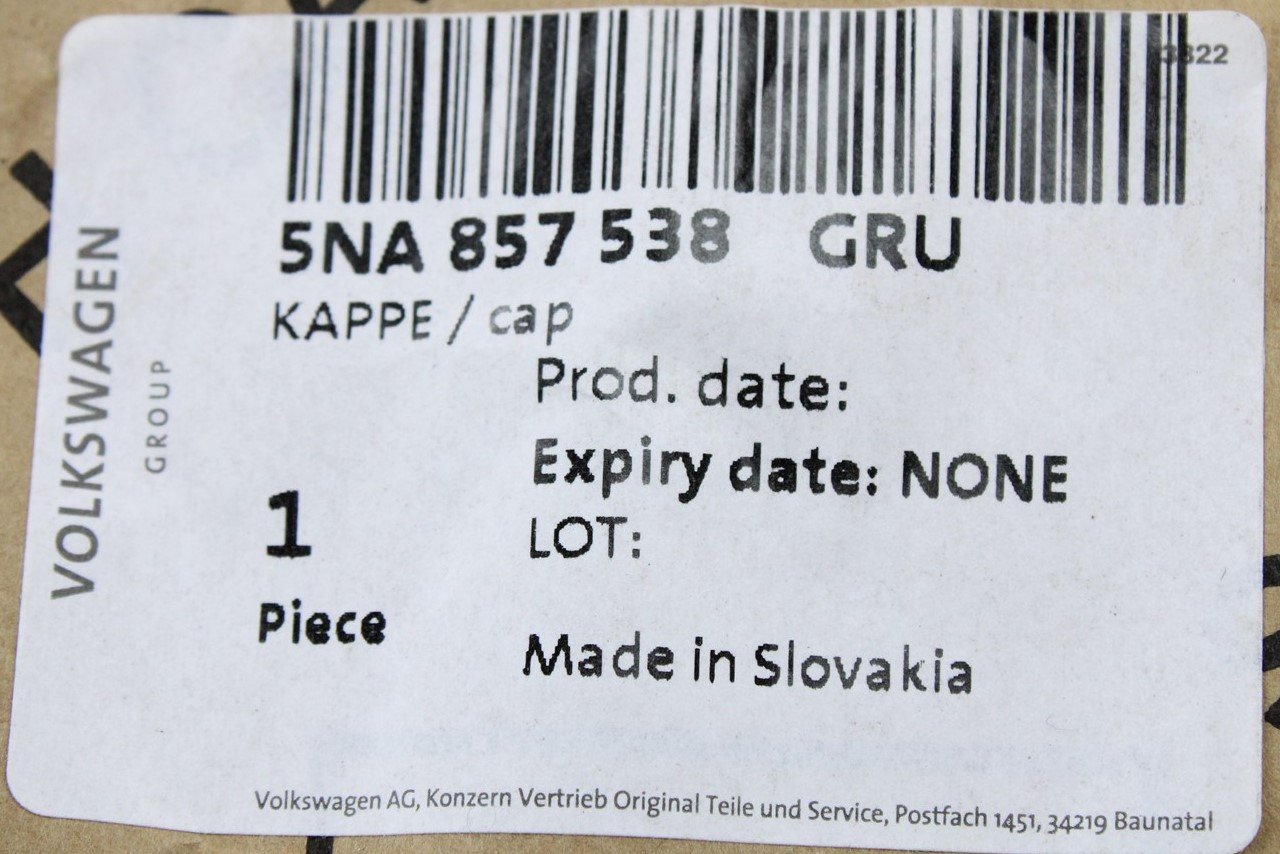 5NA 857 538 GRU
KAPPE / cap
Prod. date:
Expiry date: NONE
LOT:
1
Piece
Made in Slovakia
VOLKSWAGEN
GROUP
Volkswagen AG, Konzern Vertrieb Original Teile und Service, Postfach 1451, 34219 Baunatal